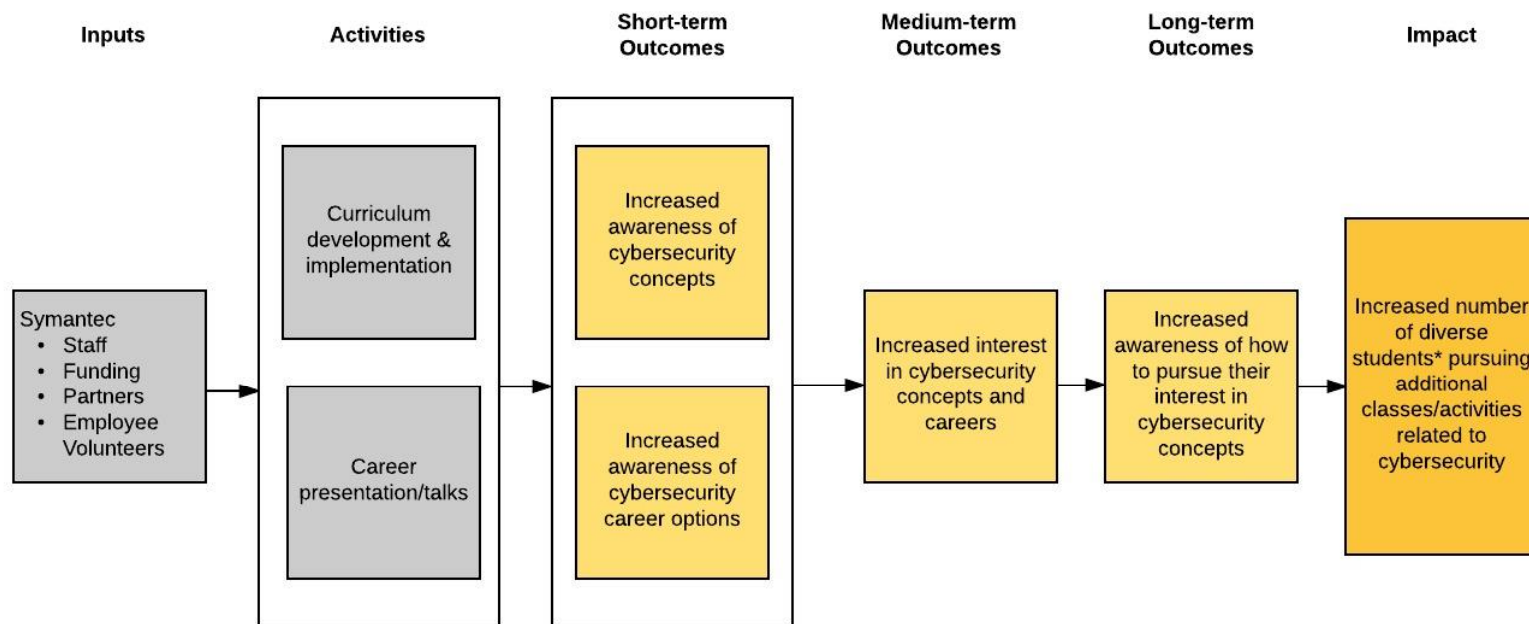 Inputs
Activities
Short-term
Outcomes
Medium-term
Outcomes
Long-term
Outcomes
Impact
Symantec
• Staff
• Funding
• Partners
• Employee
Volunteers
Curriculum
development &
implementation
Career
presentation/talks
Increased
awareness of
cybersecurity
concepts
Increased
awareness of
cybersecurity
career options
Increased interest
in cybersecurity
concepts and
careers
Increased
awareness of how
to pursue their
interest in
cybersecurity
concepts
Increased number
of diverse
students* pursuing
additional
classes/activities
related to
cybersecurity